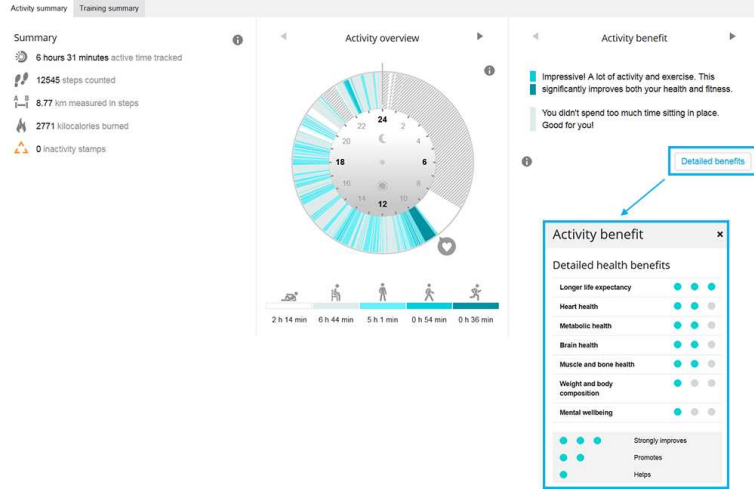 Activity summary
Training summary
Summary
6 hours 31 minutes active time tracked
12545 steps counted
A B
8.77 km measured in steps
2771 kilocalories burned
0 inactivity stamps
Activity overview
24
22
2
20
4
18
6
16
8
14
10
12
2 h 14 min
6 h 44 min
5 h 1 min
0 h 54 min
0 h 36 min
Activity benefit
Impressive! A lot of activity and exercise. This
significantly improves both your health and fitness.
You didn't spend too much time sitting in place.
Good for you!
Detailed benefits
Activity benefit
×
Detailed health benefits
Longer life expectancy
Heart health
Metabolic health
Brain health
Muscle and bone health
Weight and body
composition
Mental wellbeing
Strongly improves
Promotes
Helps